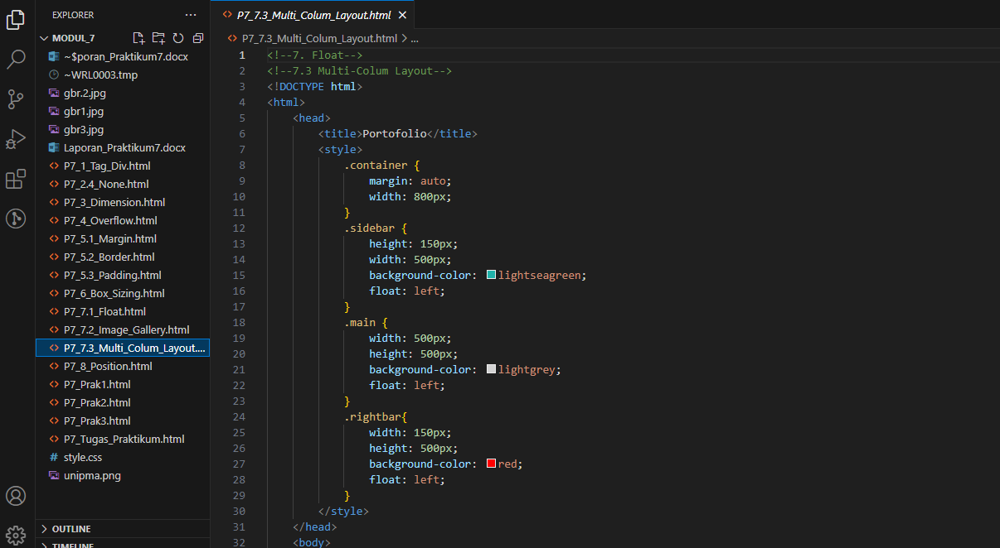 EXPLORER
MODUL_7
~$poran_Praktikum7.docx
~WRL0003.tmp
gbr.2.jpg
gbr1.jpg
gbr3.jpg
Laporan_Praktikum7.docx
P7_1_Tag_Div.html
P7_2.4_None.html
P7_3_Dimension.html
P7_4_Overflow.html
P7_5.1_Margin.html
P7_5.2_Border.html
P7_5.3_Padding.html
P7_6_Box_Sizing.html
P7_7.1_Float.html
P7_7.2_Image_Gallery.html
P7_7.3_Multi_Colum_Layout....
P7_8_Position.html
P7_Prak1.html
P7_Prak2.html
P7_Prak3.html
P7_Tugas_Praktikum.html
# style.css
unipma.png
OUTLINE
TIMELINE
P7_7.3_Multi_Colum_Layout.html
P7_7.3_Multi_Colum_Layout.html > ...
1 <!--7. Float-->
2 <!--7.3 Multi-Colum Layout-->
3 <!DOCTYPE html>
4 <html>
5 <head>
6 <title>Portofolio</title>
7 <style>
8 .container {
9 margin: auto;
10 width: 800px;
11 }
12 .sidebar {
13 height: 150px;
14 width: 500px;
15 background-color: lightseagreen;
16 float: left;
17 }
18 .main {
19 width: 500px;
20 height: 500px;
21 background-color: lightgrey;
22 float: left;
23 }
24 .rightbar{
25 width: 150px;
26 height: 500px;
27 background-color: red;
28 float: left;
29 }
30 </style>
31 </head>
32 <body>